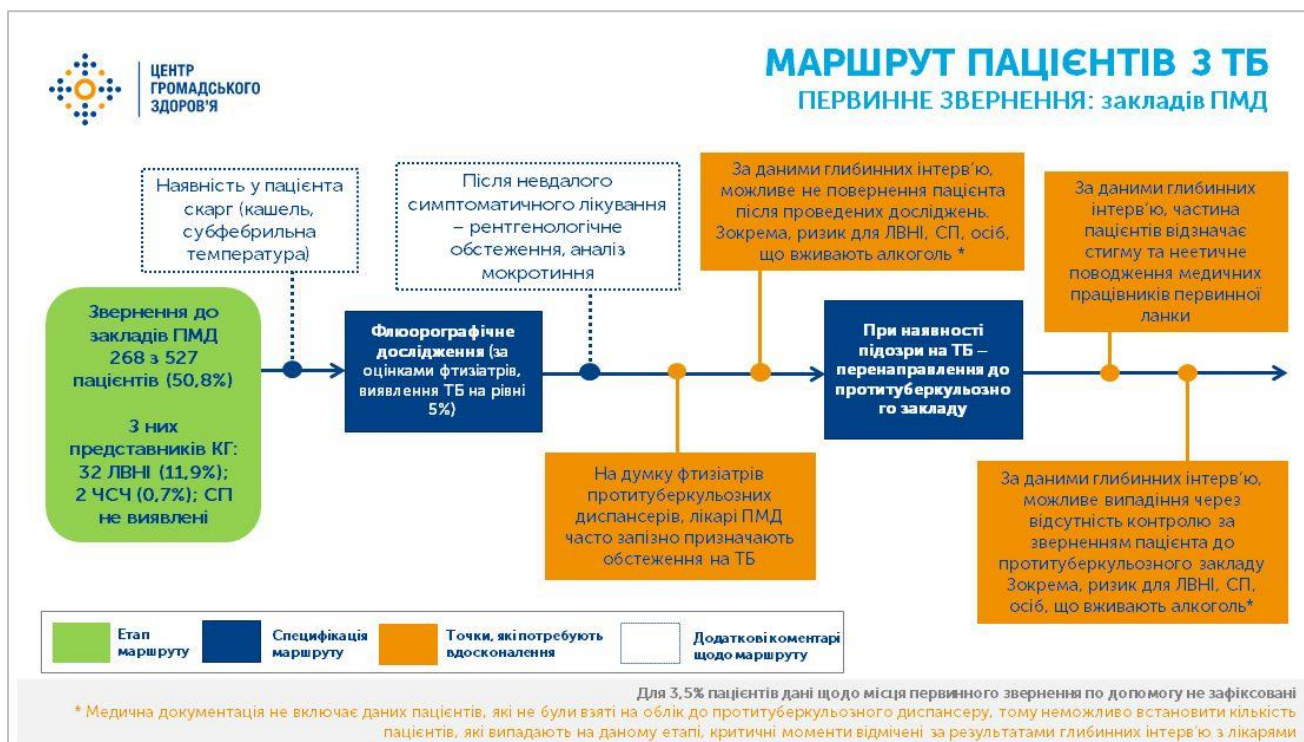 ЦЕНТР
ГРОМАДСЬКОГО
ЗДОРОВ'Я
МАРШРУТ ПАЦІЄНТІВ З ТБ
ПЕРВИННЕ ЗВЕРНЕННЯ: закладів ПМД
Наявність у пацієнта
скарг (кашель,
субфебрильна
температура)
Після невдалого
симптоматичного лікування
– рентгенологічне
обстеження, аналіз
мокротиння
За даними глибинних інтерв'ю,
можливе не повернення пацієнта
після проведених досліджень.
Зокрема, ризик для ЛВНІ, СП, осіб,
що вживають алкоголь *
За даними глибинних
інтерв'ю, частина
пацієнтів відзначає
стигму та неетичне
поводження медичних
працівників первинної
ланки
Звернення до
закладів ПМД
268 з 527
пацієнтів (50,8%)
З них
представників КГ:
32 ЛВНІ (11,9%);
2 ЧСЧ (0,7%); СП
не виявлені
Флюорографічне
дослідження (за
оцінками фтизіатрів,
виявлення ТБ на рівні
5%)
При наявності
підозри на ТБ –
перенаправлення до
протитуберкульозно
го закладу
На думку фтизіатрів
протитуберкульозних
диспансерів, лікарі ПМД
часто запізно призначають
обстеження на ТБ
За даними глибинних інтерв'ю,
можливе випадіння через
відсутність контролю за
зверненням пацієнта до
протитуберкульозного закладу
Зокрема, ризик для ЛВНІ, СП,
осіб, що вживають алкоголь*
Етап
маршруту
Специфікація
маршруту
Точки, які потребують
вдосконалення
Додаткові коментарі
щодо маршруту
Для 3,5% пацієнтів дані щодо місця первинного звернення по допомогу не зафіксовані
* Медична документація не включає даних пацієнтів, які не були взяті на облік до протитуберкульозного диспансеру, тому неможливо встановити кількість
пацієнтів, які випадають на даному етапі, критичні моменти відмічені за результатами глибинних інтерв'ю з лікарями